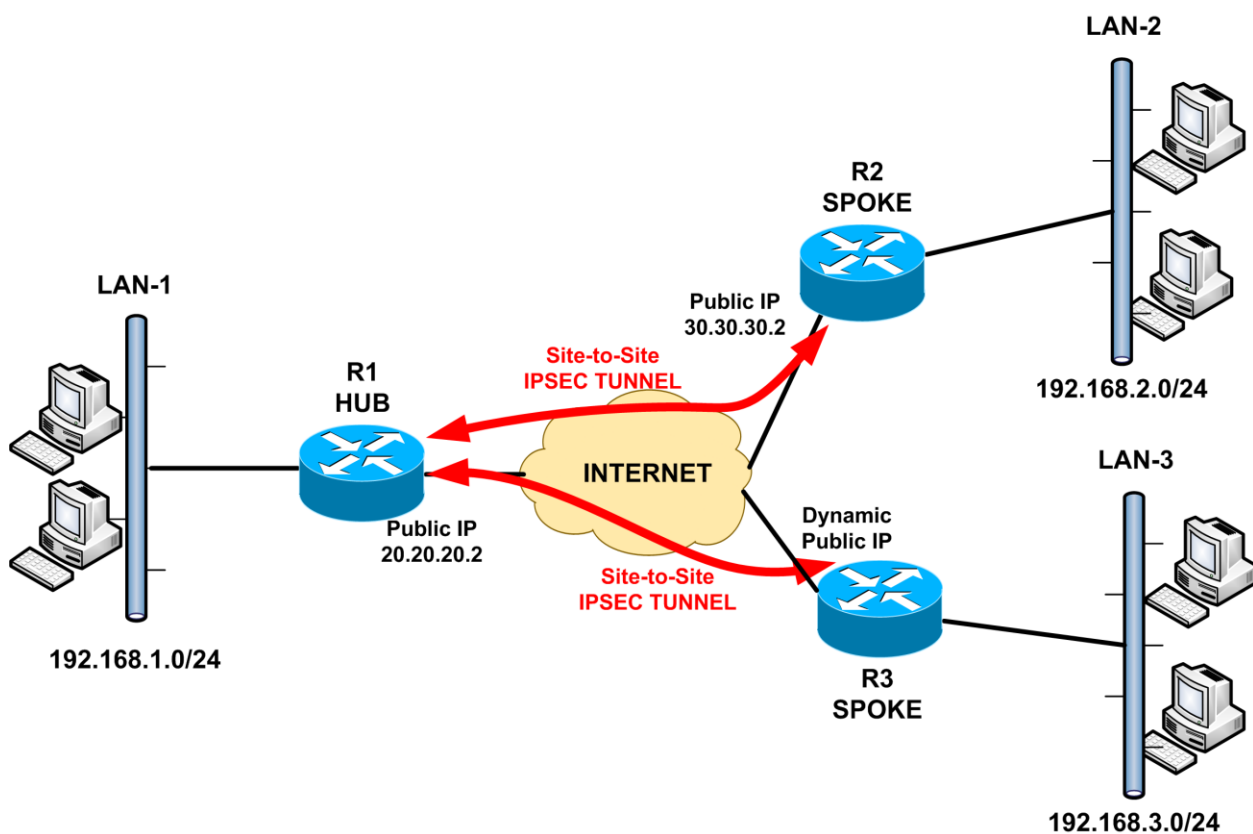 LAN-1
192.168.1.0/24
R1
HUB
Public IP
20.20.20.2
Site-to-Site
IPSEC TUNNEL
INTERNET
Site-to-Site
IPSEC TUNNEL
R2
SPOKE
Public IP
30.30.30.2
LAN-2
192.168.2.0/24
Dynamic
Public IP
R3
SPOKE
LAN-3
192.168.3.0/24